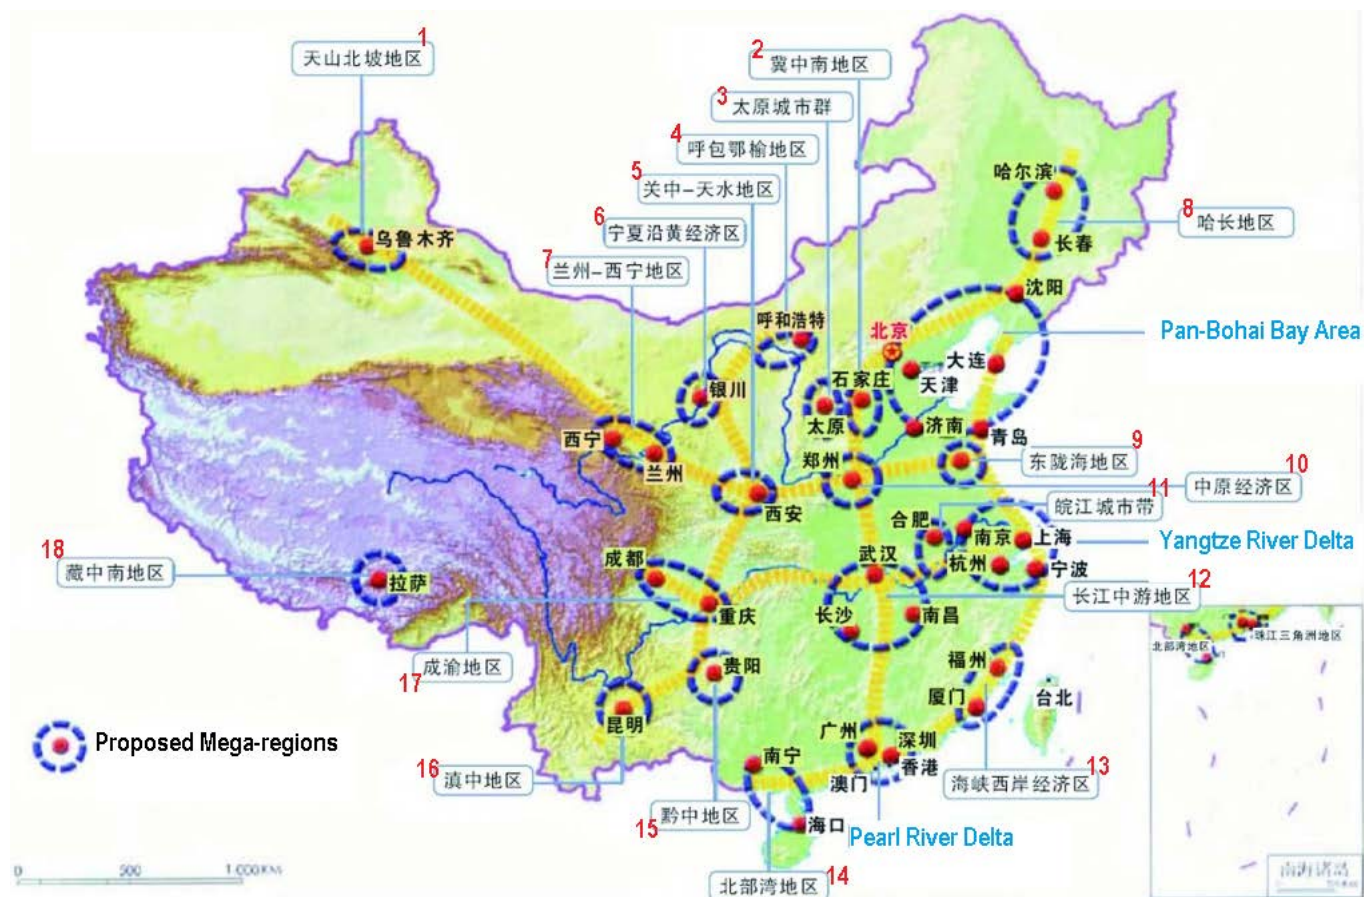 1
天山北坡地区
2
冀中南地区
3
太原城市群
4
呼包鄂榆地区
5
关中-天水地区
6
宁夏沿黄经济区
7
兰州-西宁地区
哈尔滨
8
哈长地区
长春
乌鲁木齐
沈阳
呼和浩特
北京
Pan-Bohai Bay Area
大连
天津
石家庄
银川
太原
济南
青岛
西宁
兰州
郑州
9
东陇海地区
10
中原经济区
西安
11
皖江城市带
合肥
南京
上海
Yangtze River Delta
武汉
杭州
宁波
成都
18
藏中南地区
拉萨
12
长江中游地区
重庆
长沙
南昌
成渝地区
17
贵阳
福州
厦门
台北
昆明
Proposed Mega-regions
广州
深圳
香港
南宁
澳门
13
海峡西岸经济区
16
滇中地区
15
黔中地区
海口
Pearl River Delta
14
北部湾地区
珠江三角洲地区
北部湾地区
南海诸岛
0 500 1 000 KM